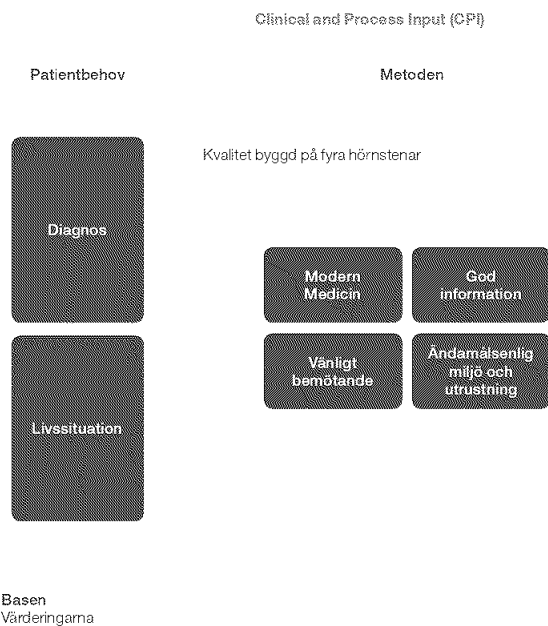 Clinical and Process Input (CPI)
Patientbehov
Metoden
Kvalitet byggd på fyra hörnstenar
Diagnos
Modern
Medicin
God
information
Vänligt
bemötande
Ändamålsenlig
miljö och
utrustning
Livssituation
Basen
Värderingarna